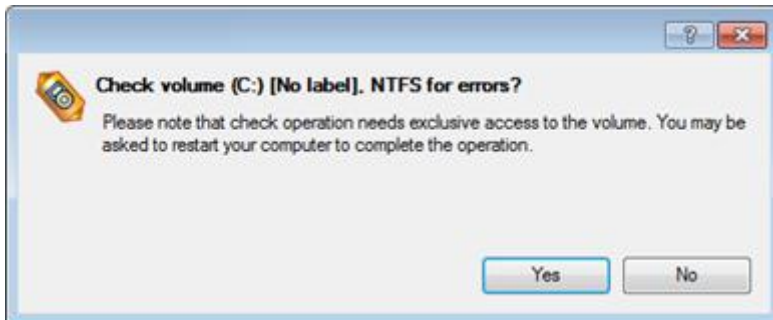 Check volume (C:) [No label], NTFS for errors?
Please note that check operation needs exclusive access to the volume. You may be
asked to restart your computer to complete the operation.
Yes
No